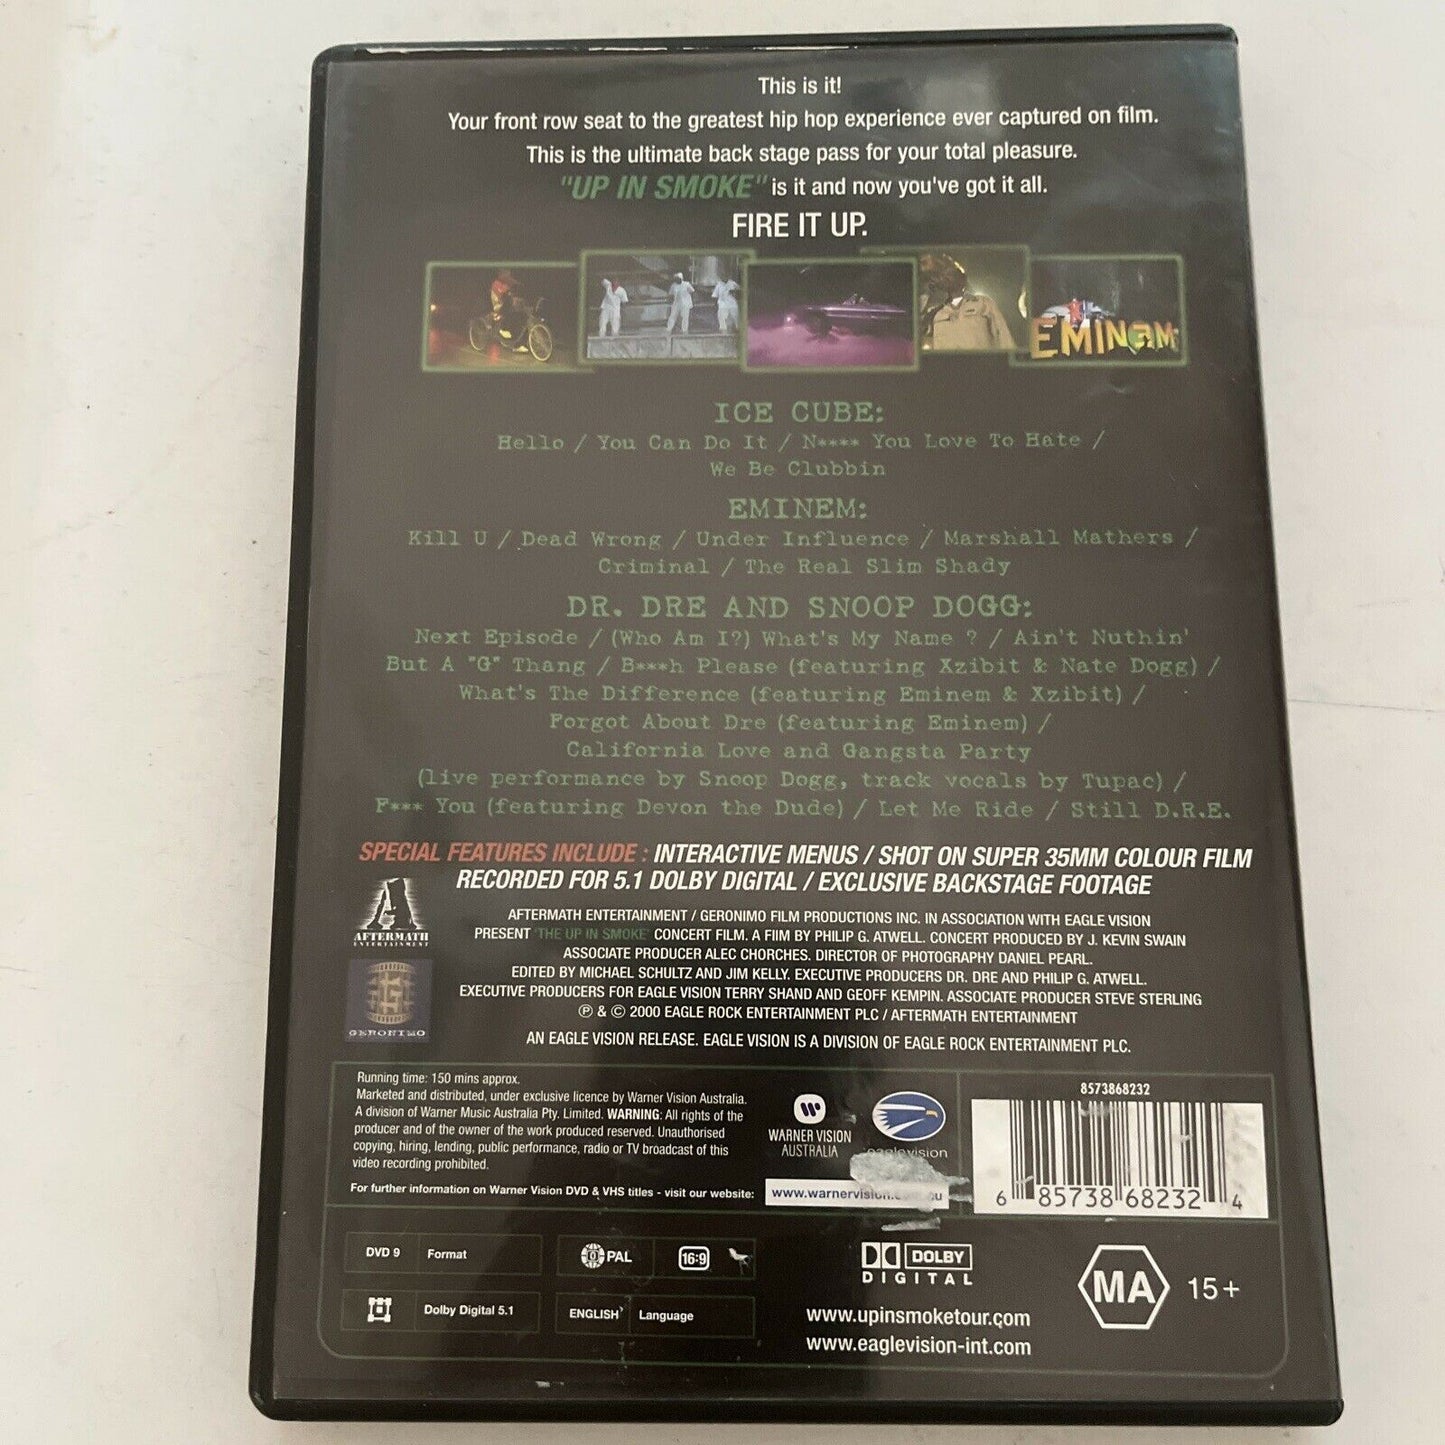 This is it!
Your front row seat to the greatest hip hop experience ever captured on film.
This is the ultimate back stage pass for your total pleasure.
"UP IN SMOKE" is it and now you've got it all.
FIRE IT UP.
EMINEM
ICE CUBE:
Hello / You Can Do It / N**** You Love To Hate /
We Be Clubbin
EMINEM:
Kill U / Dead Wrong / Under Influence / Marshall Mathers /
Criminal / The Real Slim Shady
DR. DRE AND SNOOP DOGG:
Next Episode / (Who Am I?) What's My Name ? / Ain't Nuthin'
But A "G" Thang / B***h Please (featuring Xzibit & Nate Dogg) /
What's The Difference (featuring Eminem & Xzibit) /
Forgot About Dre (featuring Eminem) /
California Love and Gangsta Party
(live performance by Snoop Dogg, track vocals by Tupac) /
F*** You (featuring Devon the Dude) / Let Me Ride / Still D.R.E.
SPECIAL FEATURES INCLUDE : INTERACTIVE MENUS / SHOT ON SUPER 35MM COLOUR FILM
RECORDED FOR 5.1 DOLBY DIGITAL / EXCLUSIVE BACKSTAGE FOOTAGE
AFTERMATH
ENTERTAINMENT
GERONIMO
AFTERMATH ENTERTAINMENT / GERONIMO FILM PRODUCTIONS INC. IN ASSOCIATION WITH EAGLE VISION
PRESENT 'THE UP IN SMOKE' CONCERT FILM. A FIIM BY PHILIP G. ATWELL. CONCERT PRODUCED BY J. KEVIN SWAIN
ASSOCIATE PRODUCER ALEC CHORCHES. DIRECTOR OF PHOTOGRAPHY DANIEL PEARL.
EDITED BY MICHAEL SCHULTZ AND JIM KELLY. EXECUTIVE PRODUCERS DR. DRE AND PHILIP G. ATWELL.
EXECUTIVE PRODUCERS FOR EAGLE VISION TERRY SHAND AND GEOFF KEMPIN. ASSOCIATE PRODUCER STEVE STERLING
℗ & © 2000 EAGLE ROCK ENTERTAINMENT PLC / AFTERMATH ENTERTAINMENT
AN EAGLE VISION RELEASE. EAGLE VISION IS A DIVISION OF EAGLE ROCK ENTERTAINMENT PLC.
Running time: 150 mins approx.
Marketed and distributed, under exclusive licence by Warner Vision Australia.
A division of Warner Music Australia Pty. Limited. WARNING: All rights of the
producer and of the owner of the work produced reserved. Unauthorised
copying, hiring, lending, public performance, radio or TV broadcast of this
video recording prohibited.
For further information on Warner Vision DVD & VHS titles - visit our website:
WARNER VISION
AUSTRALIA
eaglevision
8573868232
6 85738 68232 4
DVD 9 Format
PAL
16:9
Dolby Digital 5.1
ENGLISH Language
DOLBY
DIGITAL
www.upinsmoketour.com
www.eaglevision-int.com
MA 15+